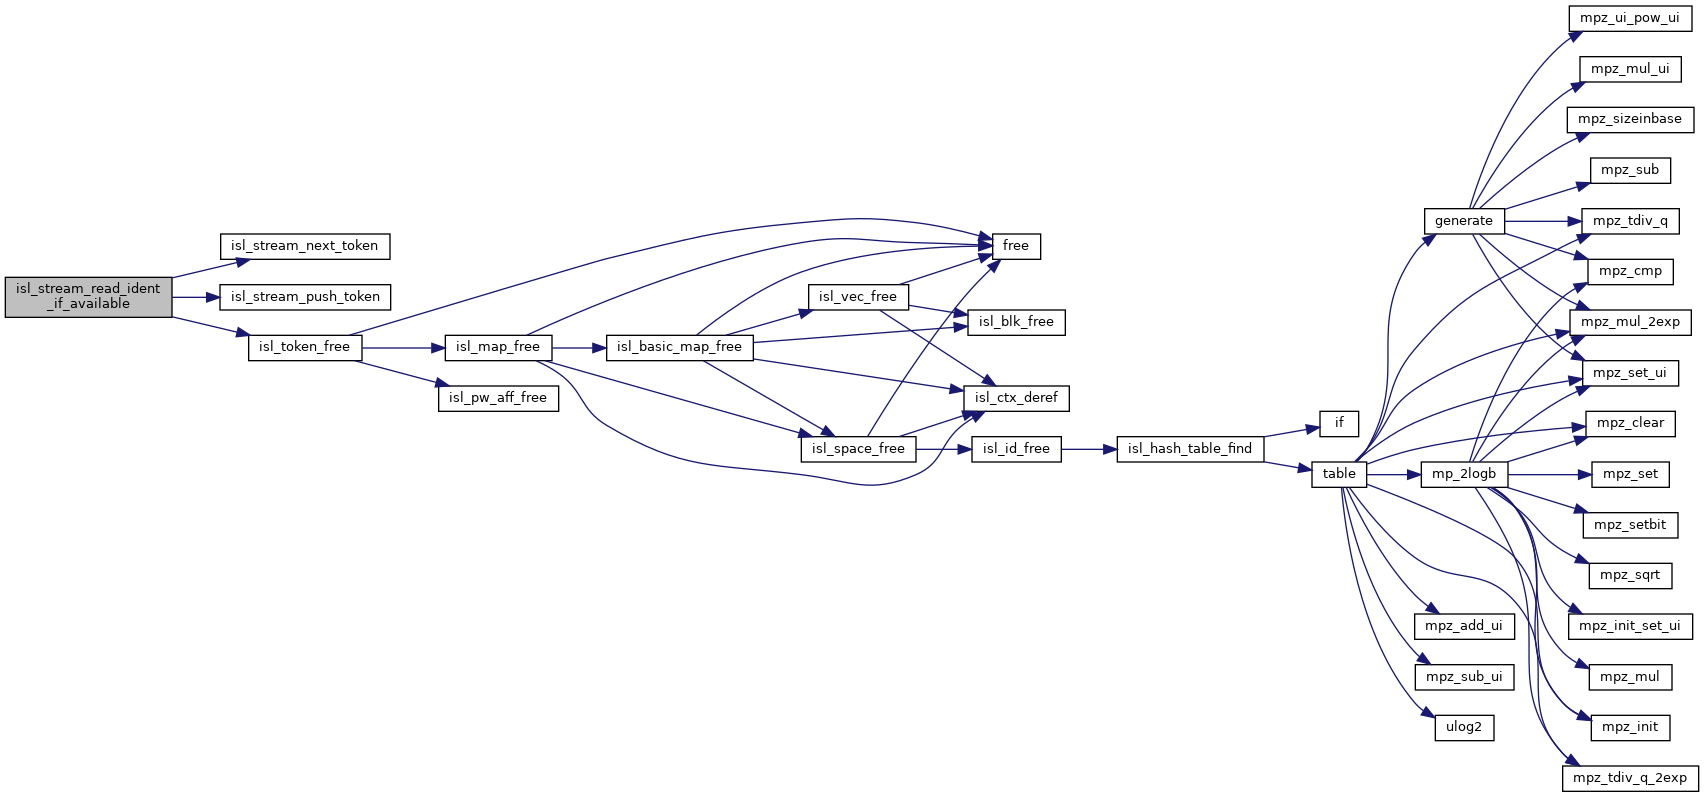 isl_stream_read_ident
_if_available
isl_stream_next_token
isl_stream_push_token
isl_token_free
isl_map_free
isl_pw_aff_free
isl_basic_map_free
isl_vec_free
isl_space_free
free
isl_blk_free
isl_ctx_deref
isl_id_free
isl_hash_table_find
if
table
generate
mp_2logb
mpz_add_ui
mpz_sub_ui
ulog2
mpz_ui_pow_ui
mpz_mul_ui
mpz_sizeinbase
mpz_sub
mpz_tdiv_q
mpz_cmp
mpz_mul_2exp
mpz_set_ui
mpz_clear
mpz_set
mpz_setbit
mpz_sqrt
mpz_init_set_ui
mpz_mul
mpz_init
mpz_tdiv_q_2exp